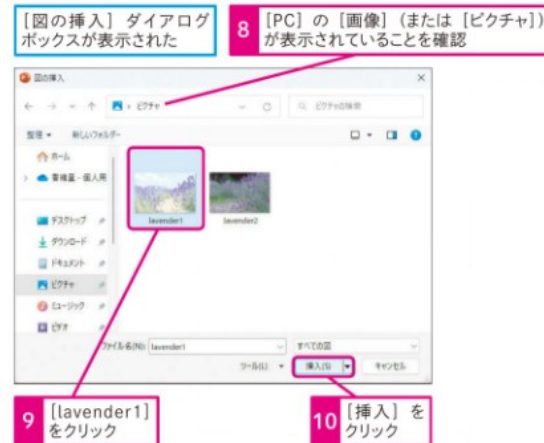 [図の挿入] ダイアログ
ボックスが表示された
8
[PC] の [画像] (または [ピクチャ])
が表示されていることを確認
図の挿入
ピクチャ
ピクチャの検索
整理
新しいフォルダー
ホーム
個人用
lavender1
lavender2
デスクトップ
ダウンロード
ドキュメント
ピクチャ
ミュージック
ビデオ
ファイル名(N):
lavender1
すべての図
ツール(L)
挿入(S)
キャンセル
9
[lavender1]
をクリック
10
[挿入] を
クリック